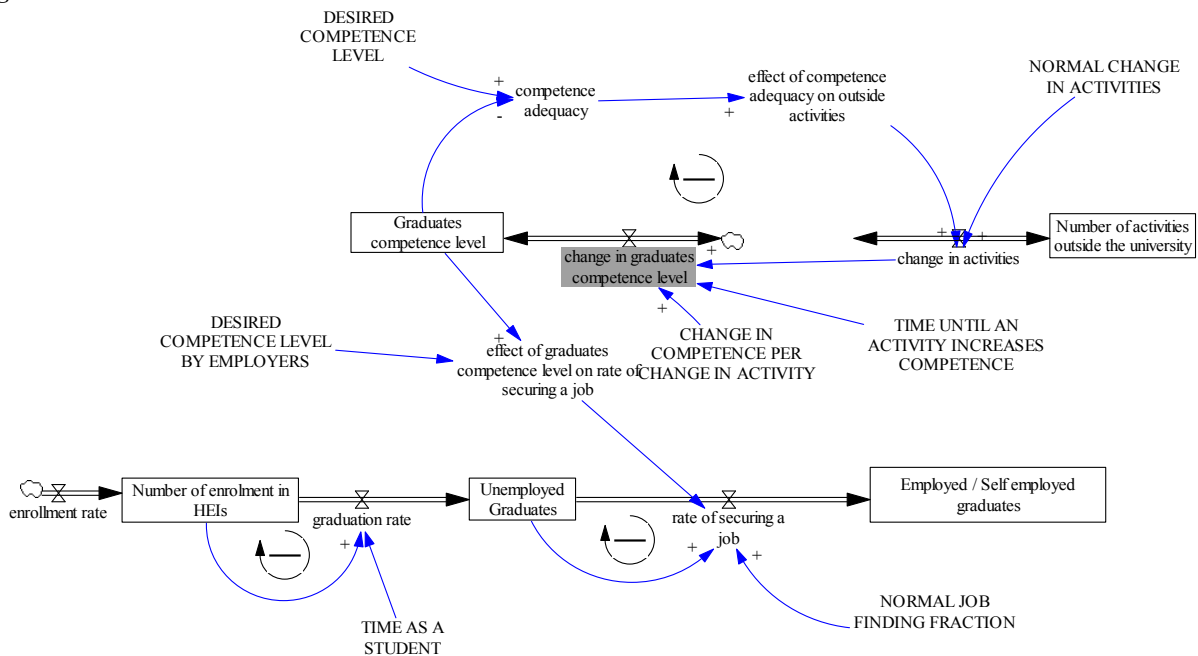 DESIRED
COMPETENCE
LEVEL
+
competence
adequacy
-
effect of competence
adequacy on outside
activities
+
NORMAL CHANGE
IN ACTIVITIES
Graduates
competence level
change in graduates
competence level
+
+
+
change in activities
Number of activities
outside the university
+
CHANGE IN
COMPETENCE PER
CHANGE IN ACTIVITY
TIME UNTIL AN
ACTIVITY INCREASES
COMPETENCE
DESIRED
COMPETENCE LEVEL
BY EMPLOYERS
+
effect of graduates
competence level on rate of
securing a job
enrollment rate
Number of enrolment in
HEIs
graduation rate
+
Unemployed
Graduates
rate of securing a
job
+
+
Employed / Self employed
graduates
TIME AS A
STUDENT
NORMAL JOB
FINDING FRACTION